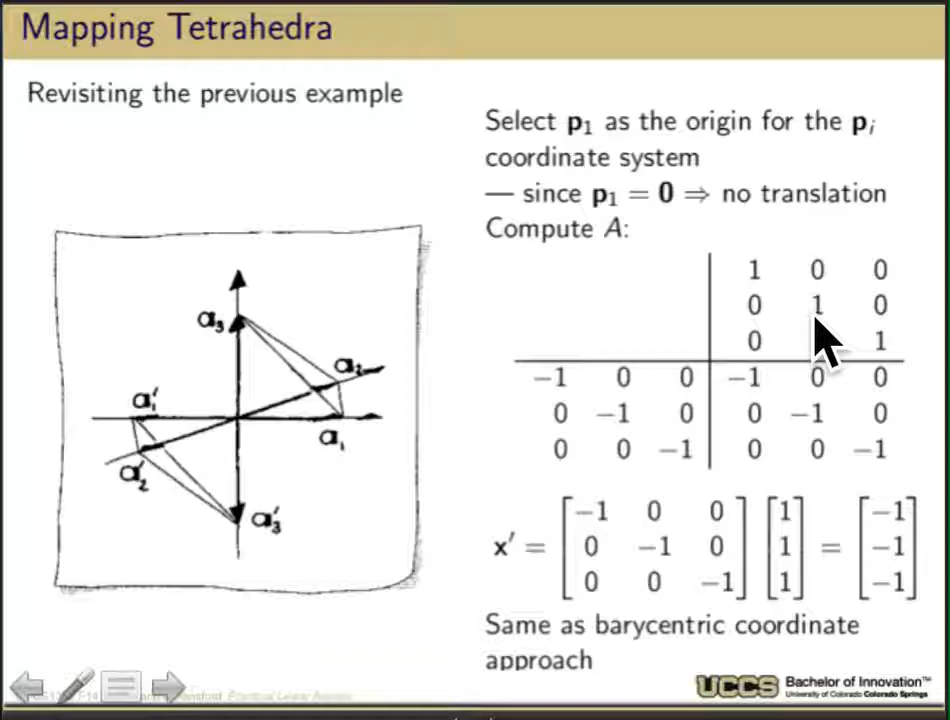 Mapping Tetrahedra
Revisiting the previous example
Select p₁ as the origin for the pᵢ
coordinate system
— since p₁ = 0 ⇒ no translation
Compute A:
1 0 0
0 1 0
0 1
−1 0 0 −1 0 0
0 −1 0 0 −1 0
0 0 −1 0 0 −1
x′ = [−1 0 0; 0 −1 0; 0 0 −1] [1; 1; 1] = [−1; −1; −1]
Same as barycentric coordinate
approach
a₃
a₂
a₁′
a₁
a₂′
a₃′
Practical Linear Algebra
UCCS
Bachelor of Innovation™
University of Colorado Colorado Springs